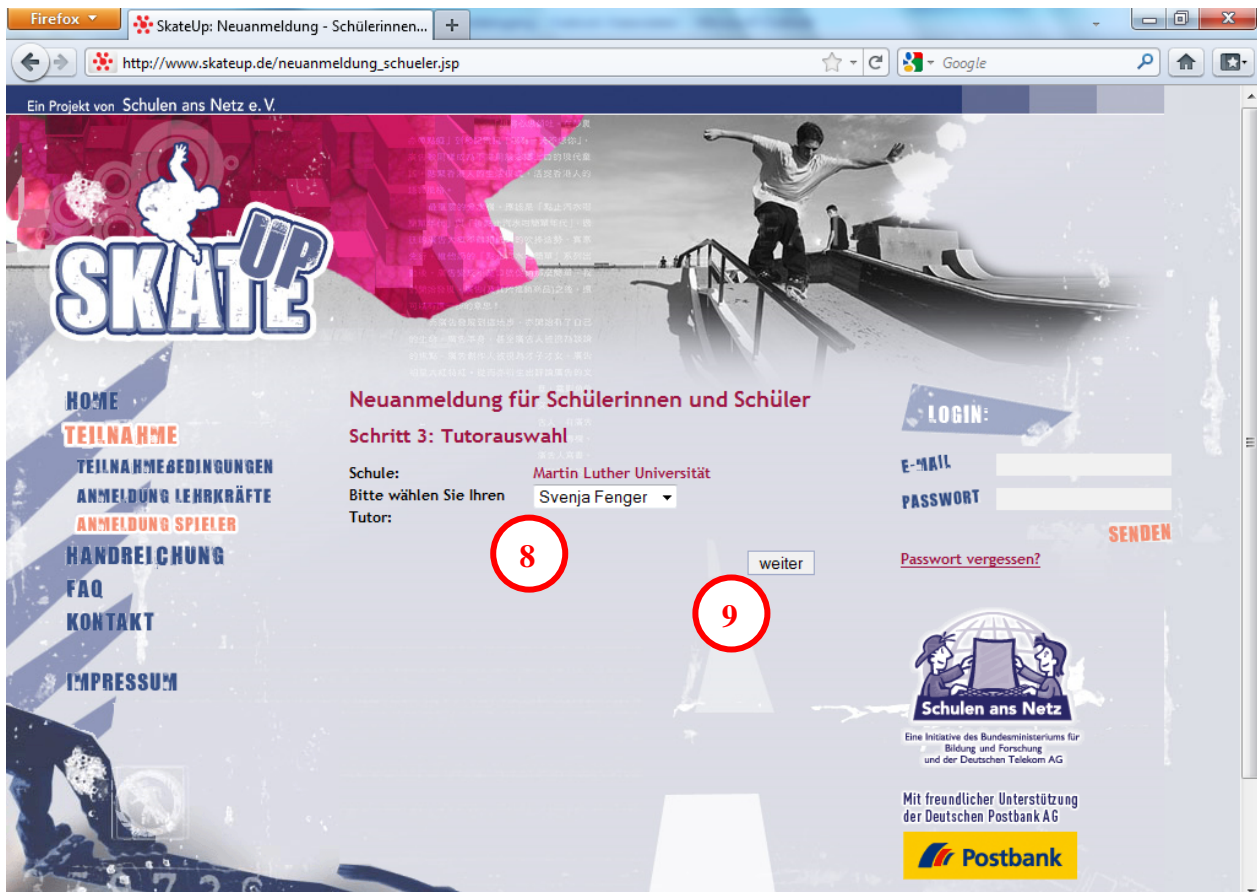 Firefox
SkateUp: Neuanmeldung - Schülerinnen...
http://www.skateup.de/neuanmeldung_schueler.jsp
Google
Ein Projekt von Schulen ans Netz e.V.
SKATE UP
HOME
TEILNAHME
TEILNAHMEBEDINGUNGEN
ANMELDUNG LEHRKRÄFTE
ANMELDUNG SPIELER
HANDREICHUNG
FAQ
KONTAKT
IMPRESSUM
Neuanmeldung für Schülerinnen und Schüler
Schritt 3: Tutorauswahl
Schule: Martin Luther Universität
Bitte wählen Sie Ihren Svenja Fenger
Tutor:
8
weiter
9
LOGIN:
E-MAIL
PASSWORT
SENDEN
Passwort vergessen?
Schulen ans Netz
Eine Initiative des Bundesministeriums für
Bildung und Forschung
und der Deutschen Telekom AG
Mit freundlicher Unterstützung
der Deutschen Postbank AG
Postbank